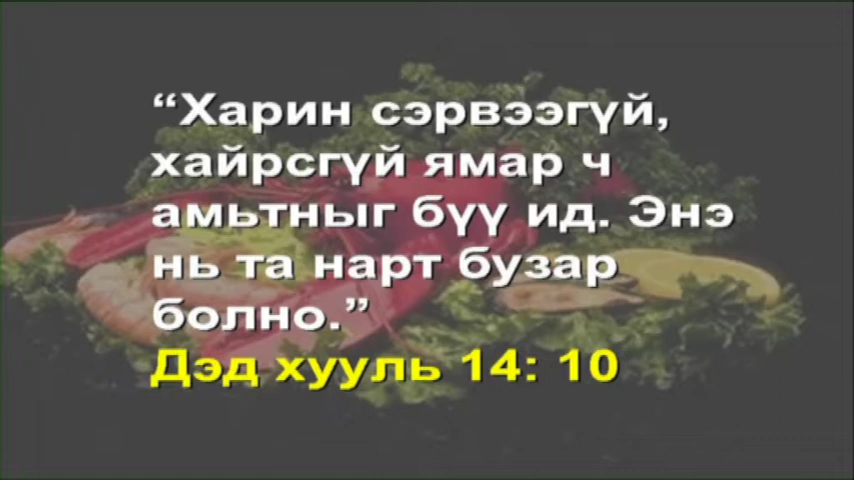 “Харин сэрвээгүй,
хайрсгүй ямар ч
амьтныг бүү ид. Энэ
нь та нарт бузар
болно.”
Дэд хууль 14: 10